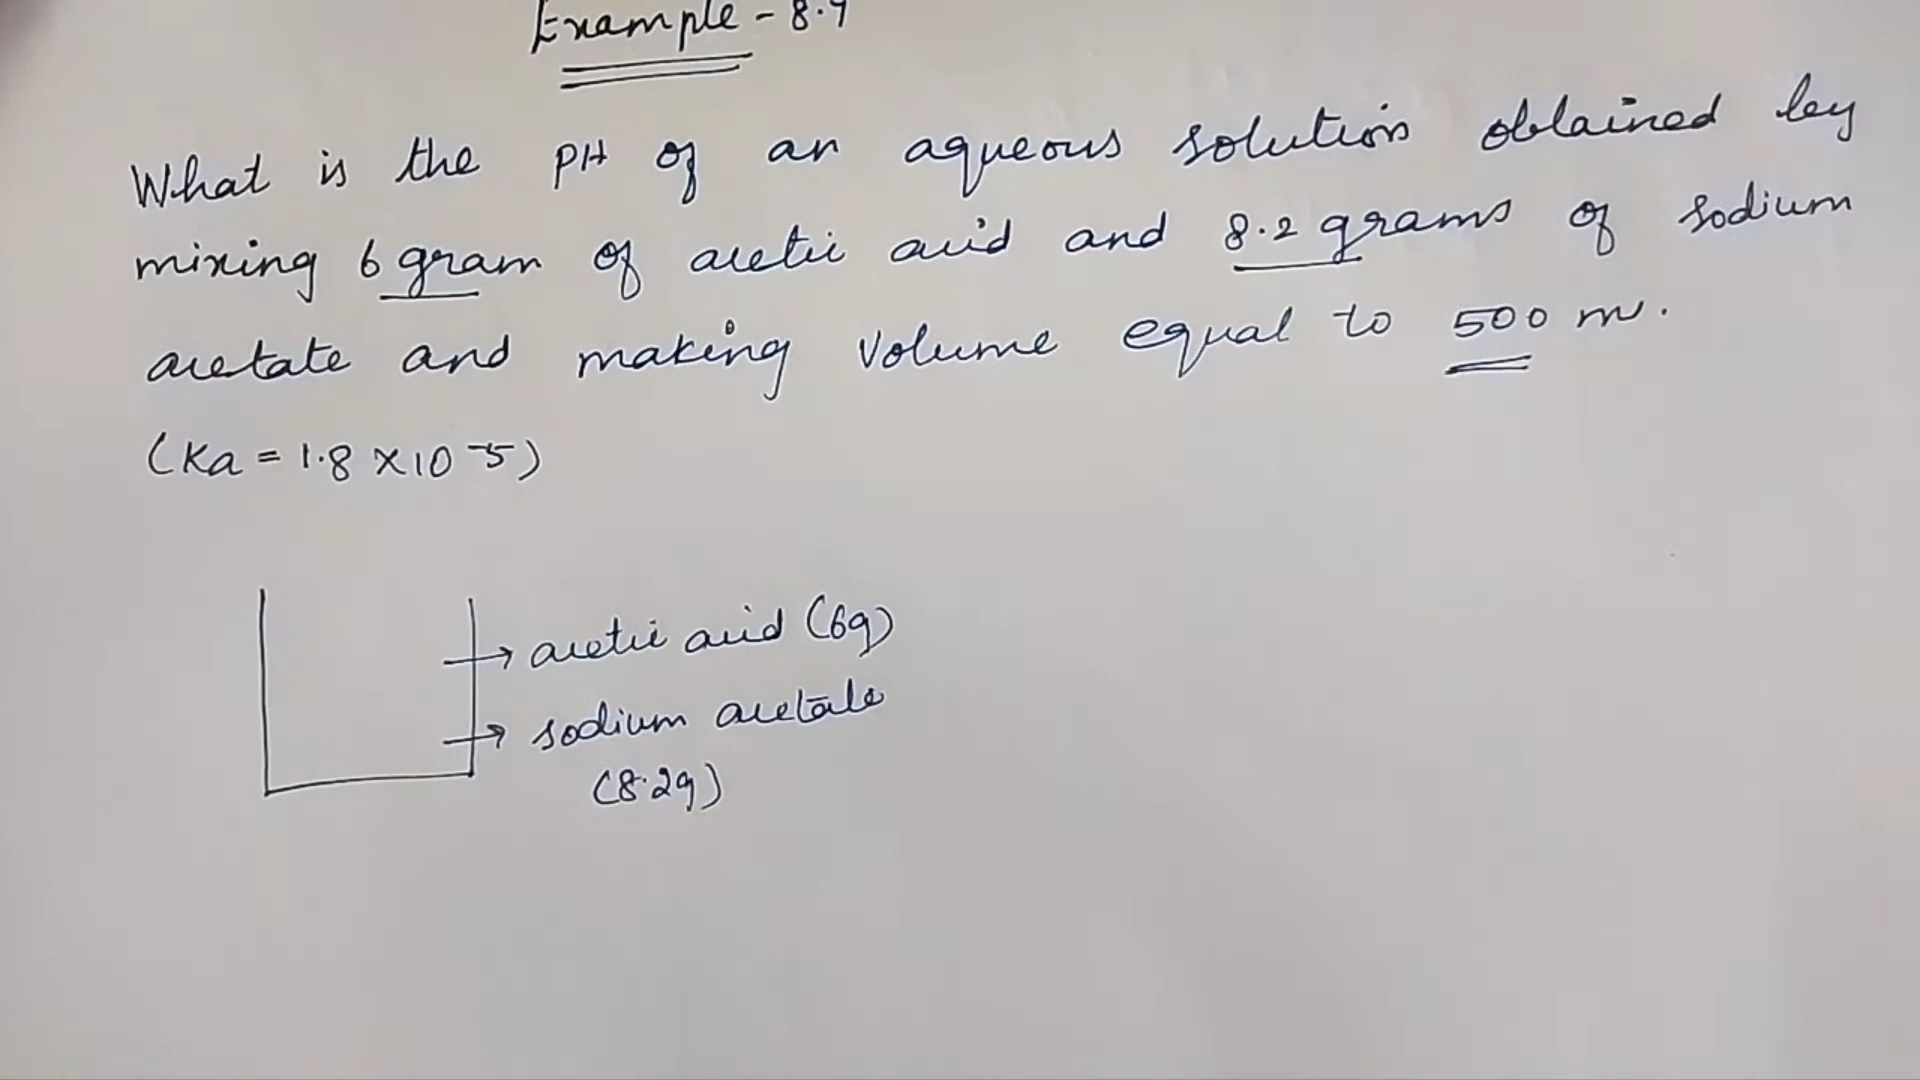 Example - 8.9
What is the PH of an aqueous solution obtained by
mixing 6 gram of acetic acid and 8.2 grams of sodium
acetate and making volume equal to 500 ml.
(Ka = 1.8 × 10 -5)
→ acetic acid (6g)
→ sodium acetate
(8.2g)